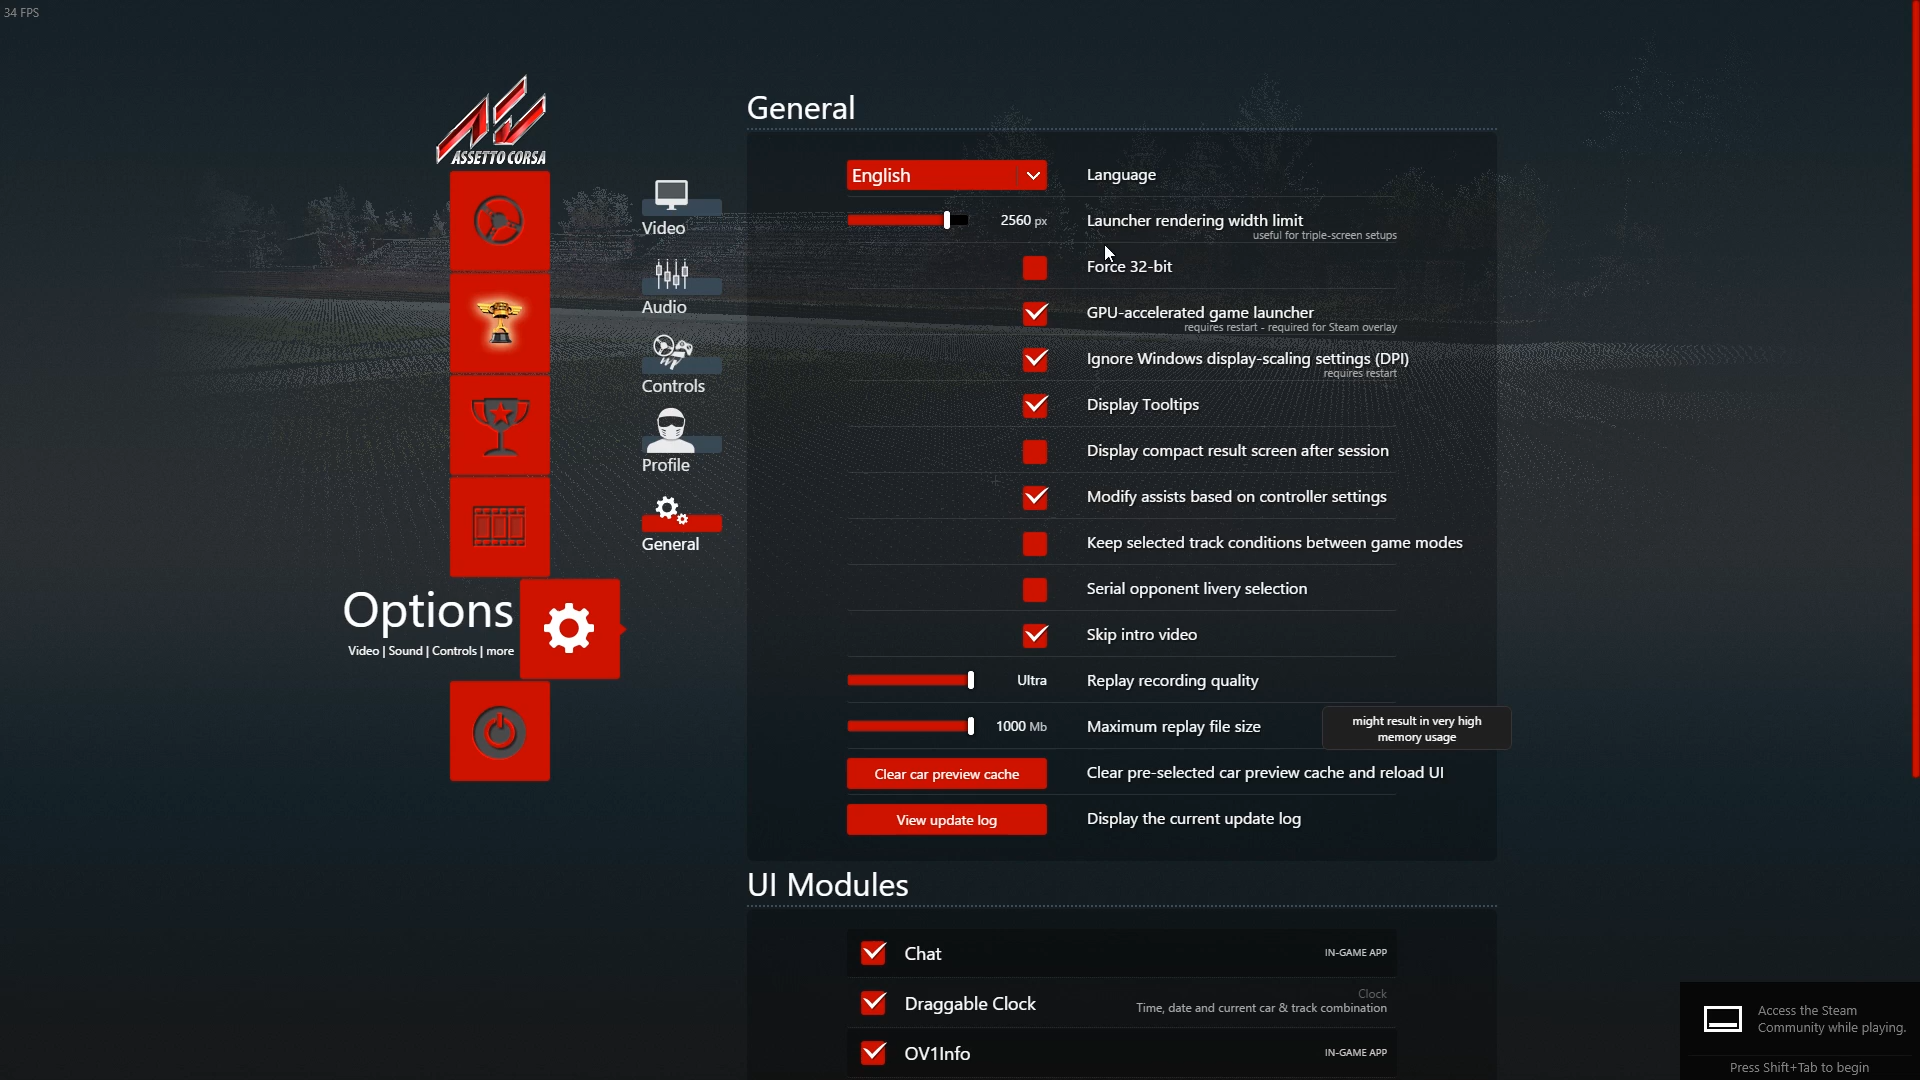 34 FPS
ASSETTO CORSA
Options
Video | Sound | Controls | more
Video
Audio
Controls
Profile
General
General
English
Language
2560 px
Launcher rendering width limit
useful for triple-screen setups
Force 32-bit
GPU-accelerated game launcher
requires restart - required for Steam overlay
Ignore Windows display-scaling settings (DPI)
requires restart
Display Tooltips
Display compact result screen after session
Modify assists based on controller settings
Keep selected track conditions between game modes
Serial opponent livery selection
Skip intro video
Ultra
Replay recording quality
1000 Mb
Maximum replay file size
might result in very high
memory usage
Clear car preview cache
Clear pre-selected car preview cache and reload UI
View update log
Display the current update log
UI Modules
Chat
IN-GAME APP
Draggable Clock
Clock
Time, date and current car & track combination
OV1Info
IN-GAME APP
Access the Steam
Community while playing.
Press Shift+Tab to begin